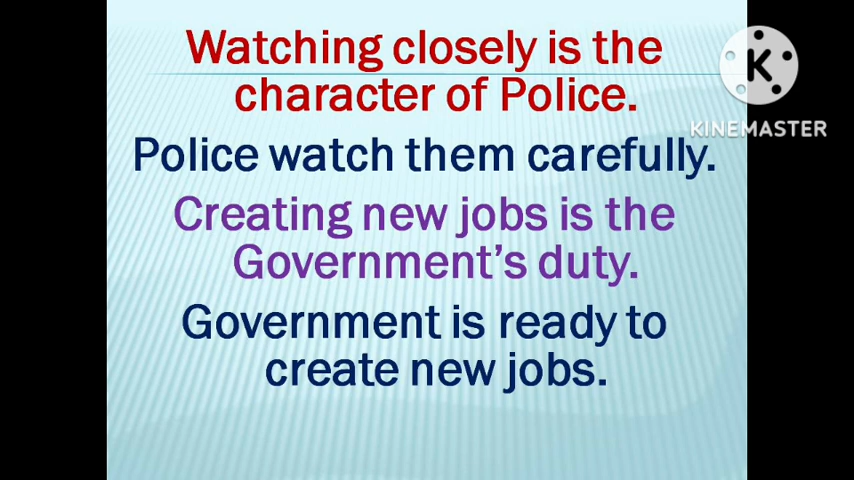 Watching closely is the
character of Police.
Police watch them carefully.
Creating new jobs is the
Government's duty.
Government is ready to
create new jobs.
K
KINEMASTER